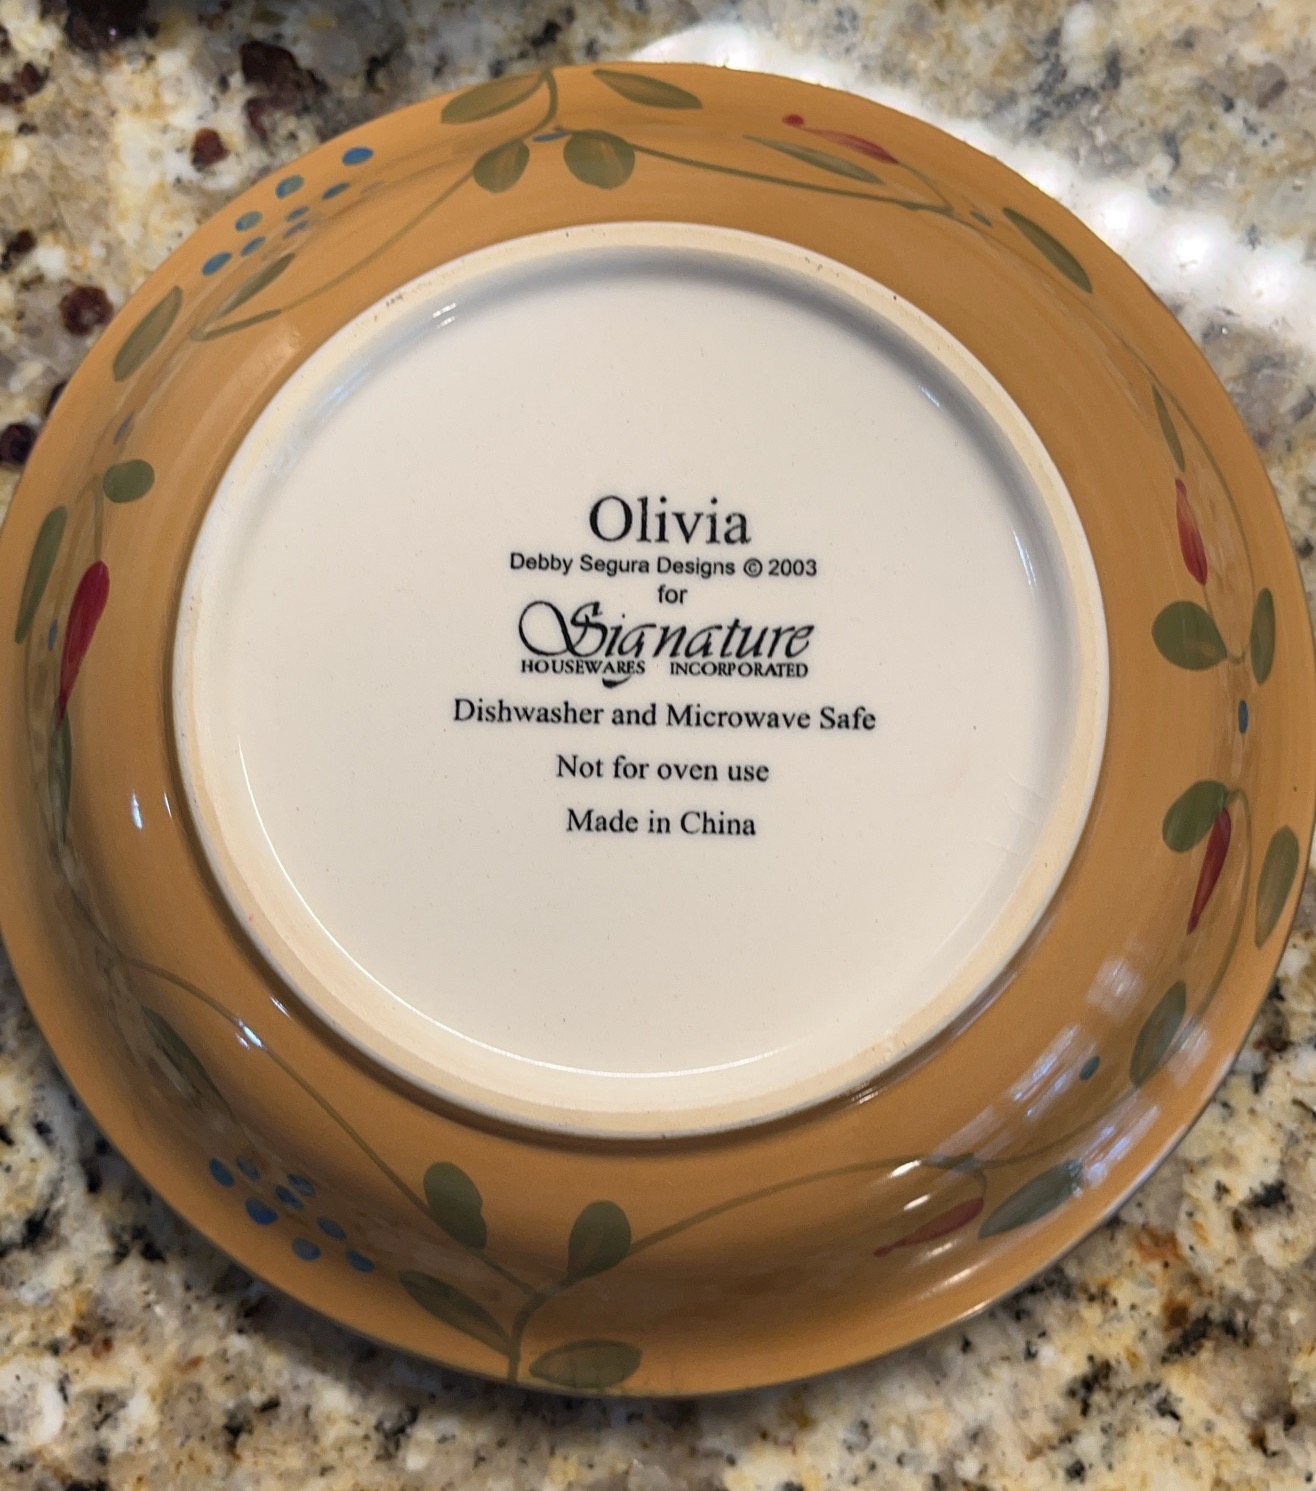 Olivia
Debby Segura Designs © 2003
for
Signature
HOUSEWARES INCORPORATED
Dishwasher and Microwave Safe
Not for oven use
Made in China